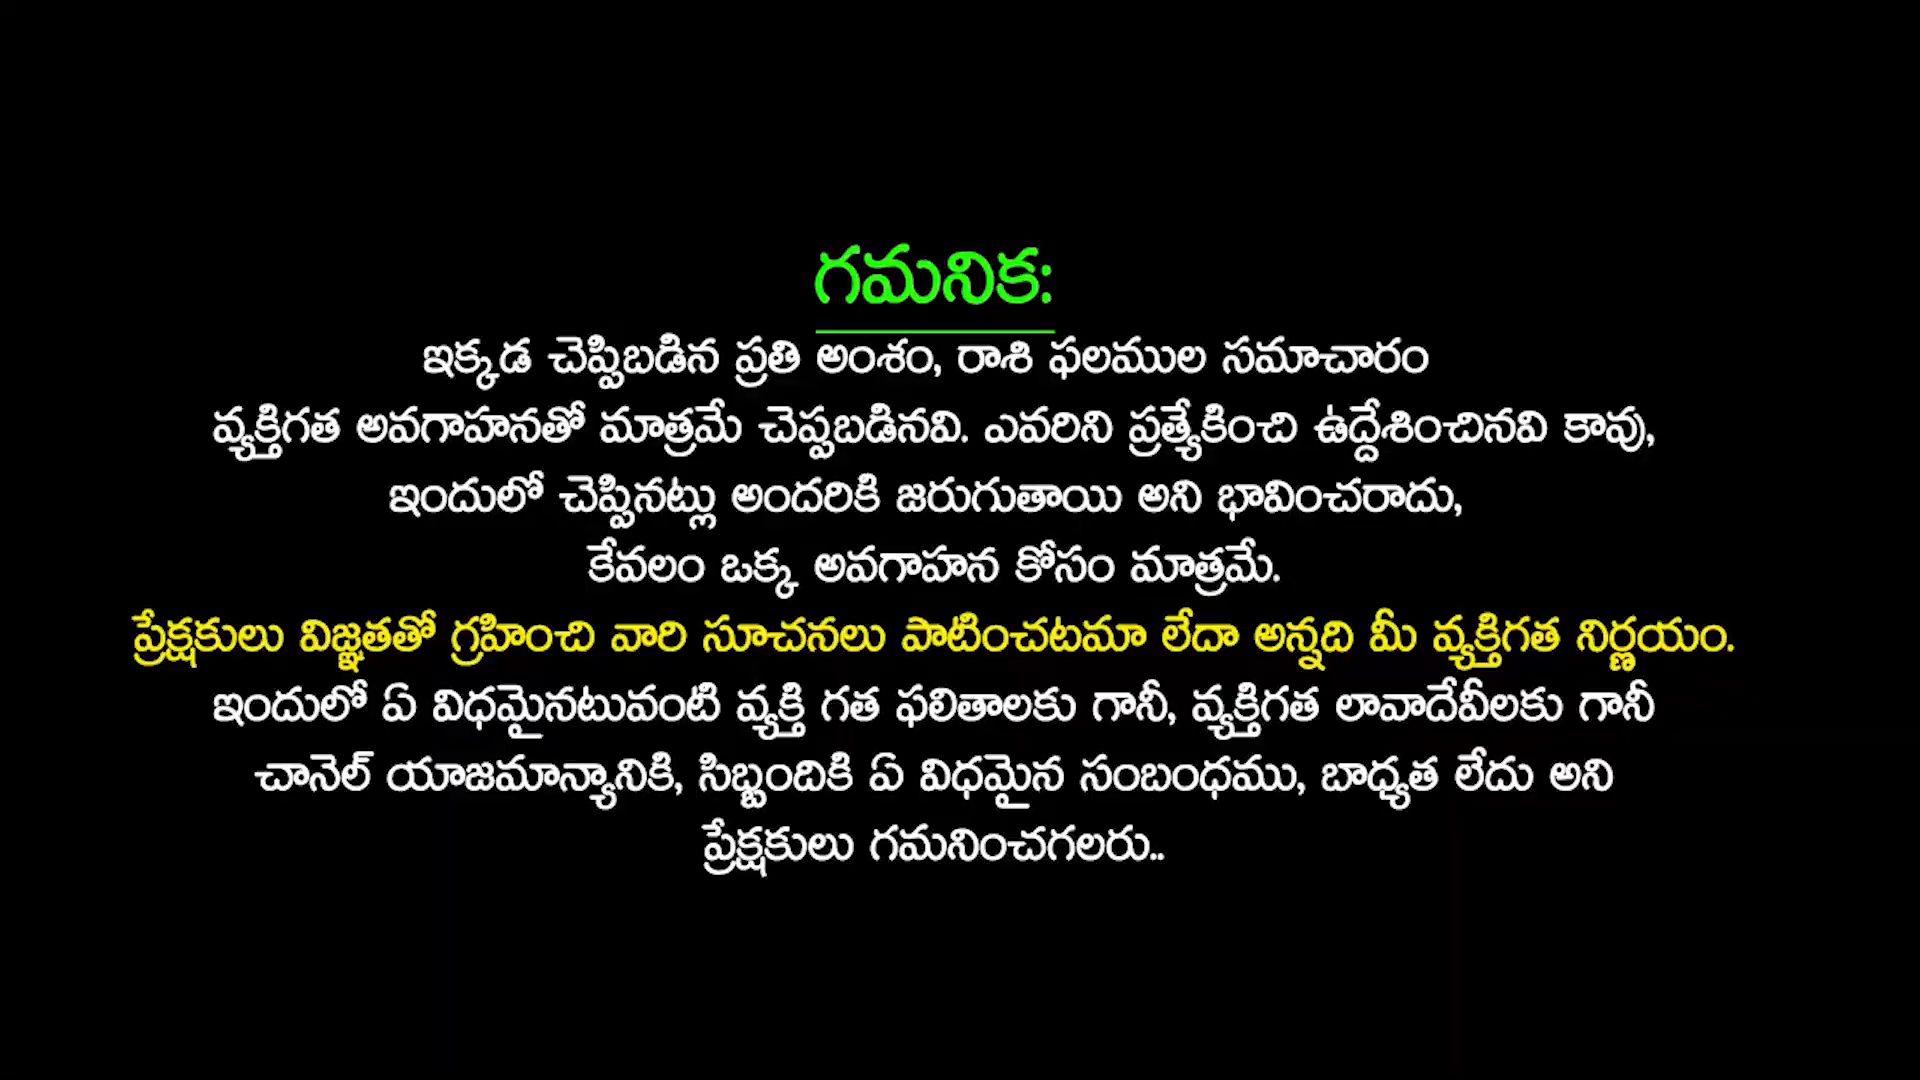 గమనిక:
ఇక్కడ చెప్పిబడిన ప్రతి అంశం, రాశి ఫలముల సమాచారం
వ్యక్తిగత అవగాహనతో మాత్రమే చెప్పబడినవి. ఎవరిని ప్రత్యేకించి ఉద్దేశించినవి కావు,
ఇందులో చెప్పినట్లు అందరికి జరుగుతాయి అని భావించరాదు,
కేవలం ఒక్క అవగాహన కోసం మాత్రమే.
ప్రేక్షకులు విజ్ఞతతో గ్రహించి వారి సూచనలు పాటించటమా లేదా అన్నది మీ వ్యక్తిగత నిర్ణయం.
ఇందులో ఏ విధమైనటువంటి వ్యక్తి గత ఫలితాలకు గానీ, వ్యక్తిగత లావాదేవీలకు గానీ
చానెల్ యాజమాన్యానికి, సిబ్బందికి ఏ విధమైన సంబంధము, బాధ్యత లేదు అని
ప్రేక్షకులు గమనించగలరు..